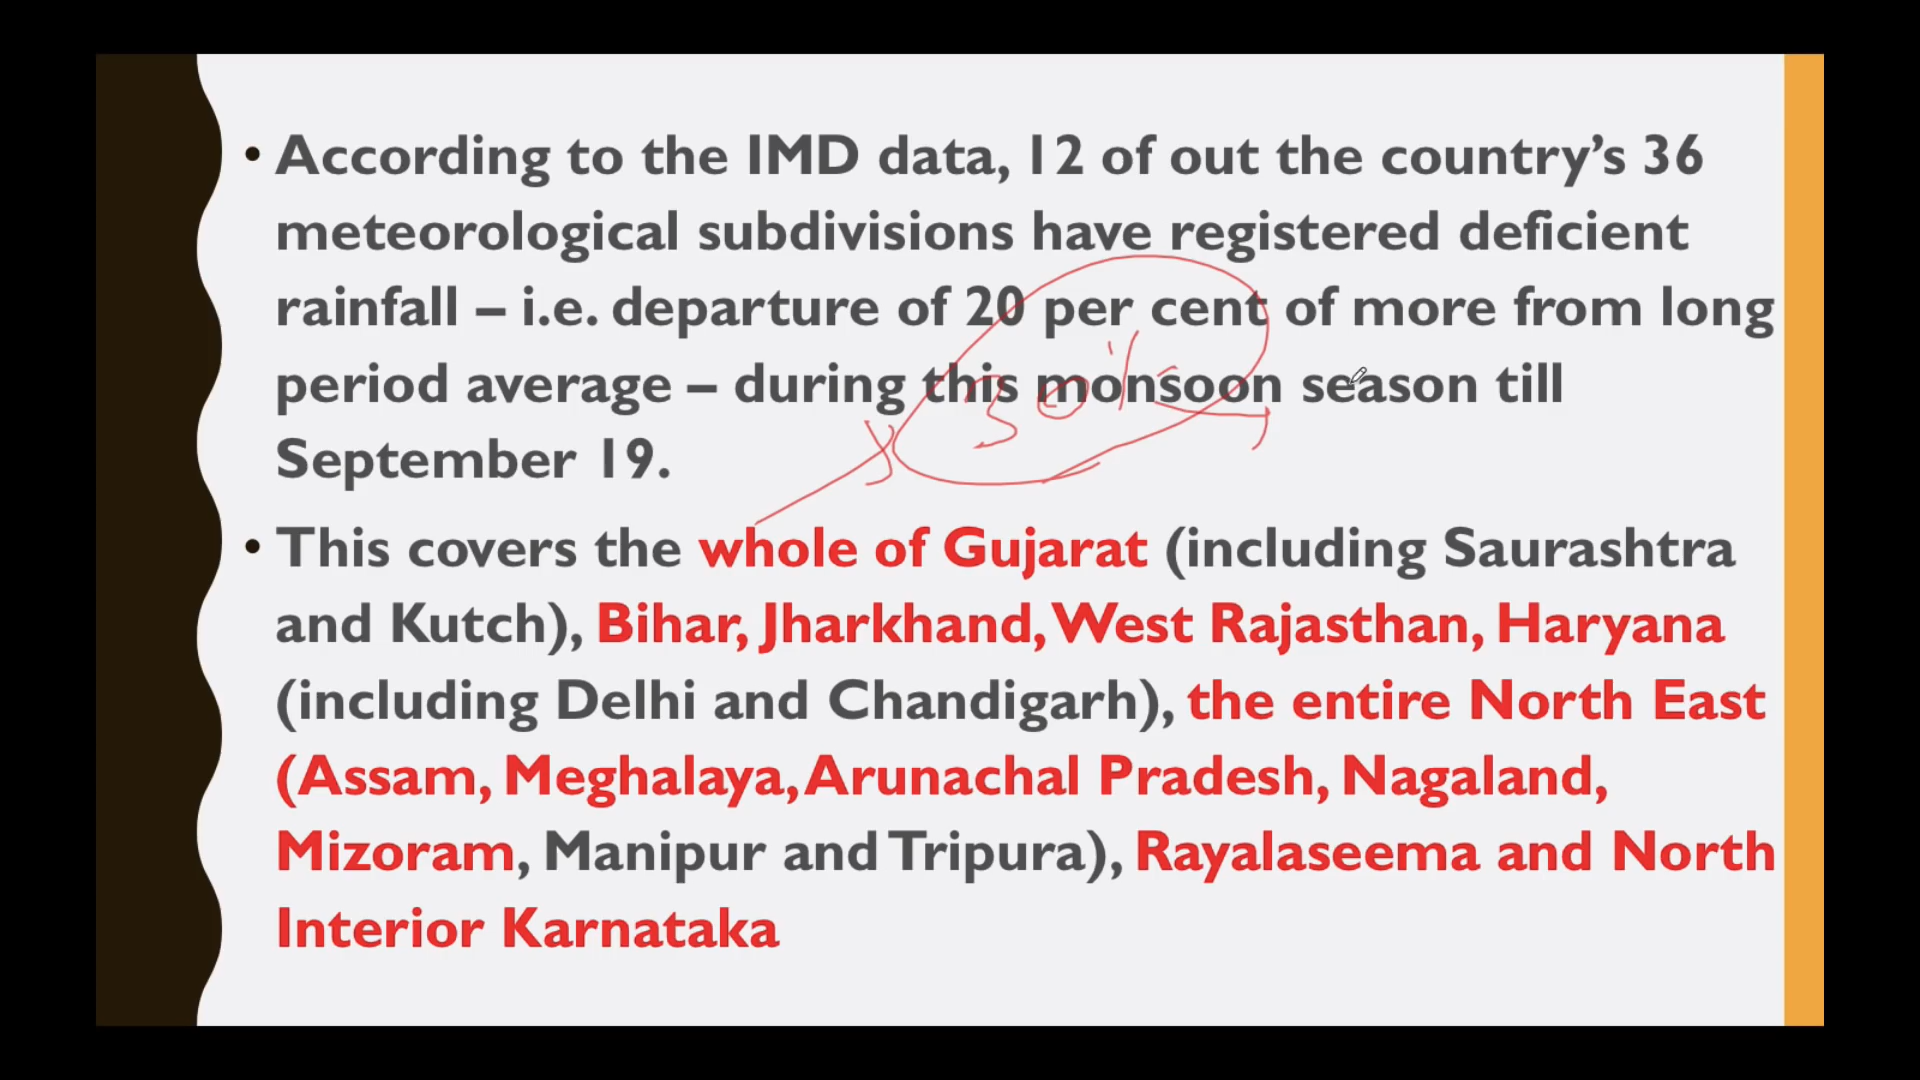 • According to the IMD data, 12 of out the country’s 36
meteorological subdivisions have registered deficient
rainfall – i.e. departure of 20 per cent of more from long
period average – during this monsoon season till
30%
September 19.
• This covers the whole of Gujarat (including Saurashtra
and Kutch), Bihar, Jharkhand, West Rajasthan, Haryana
(including Delhi and Chandigarh), the entire North East
(Assam, Meghalaya, Arunachal Pradesh, Nagaland,
Mizoram, Manipur and Tripura), Rayalaseema and North
Interior Karnataka